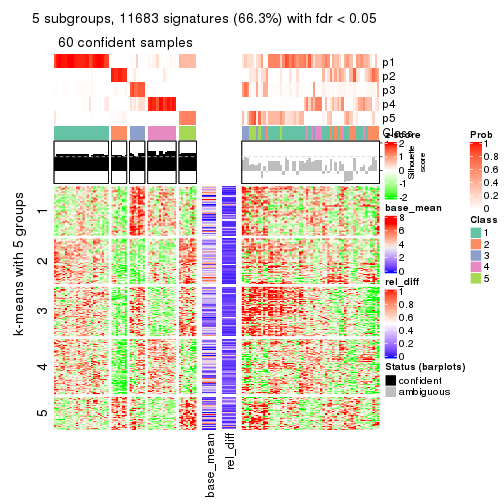 5 subgroups, 11683 signatures (66.3%) with fdr < 0.05
60 confident samples
p1
p2
p3
p4
p5
Class
z-score
2
1
0
-1
-2
Silhouette
score
Prob
1
0.8
0.6
0.4
0.2
0
base_mean
8
6
4
2
0
Class
1
2
3
4
5
rel_diff
1
0.8
0.6
0.4
0.2
0
Status (barplots)
confident
ambiguous
k-means with 5 groups
1
2
3
4
5
base_mean
rel_diff